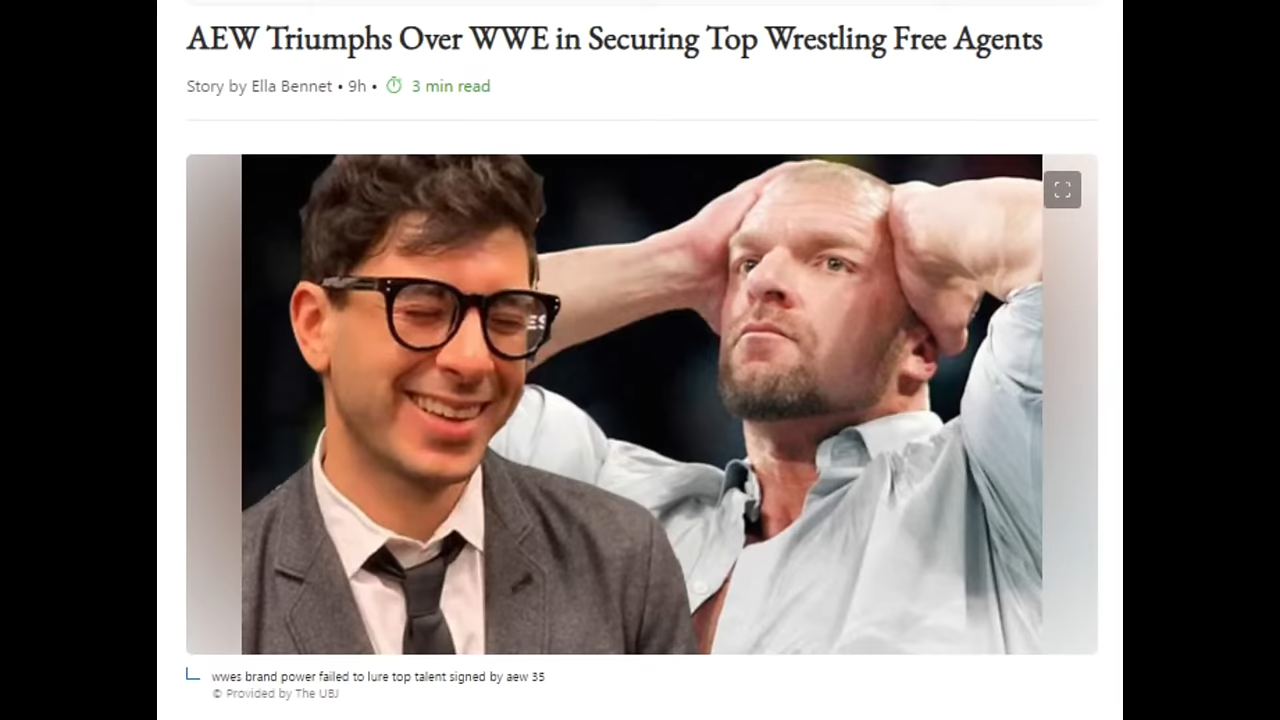 AEW Triumphs Over WWE in Securing Top Wrestling Free Agents
Story by Ella Bennet • 9h • 3 min read
ES
wwes brand power failed to lure top talent signed by aew 35
© Provided by The UBJ